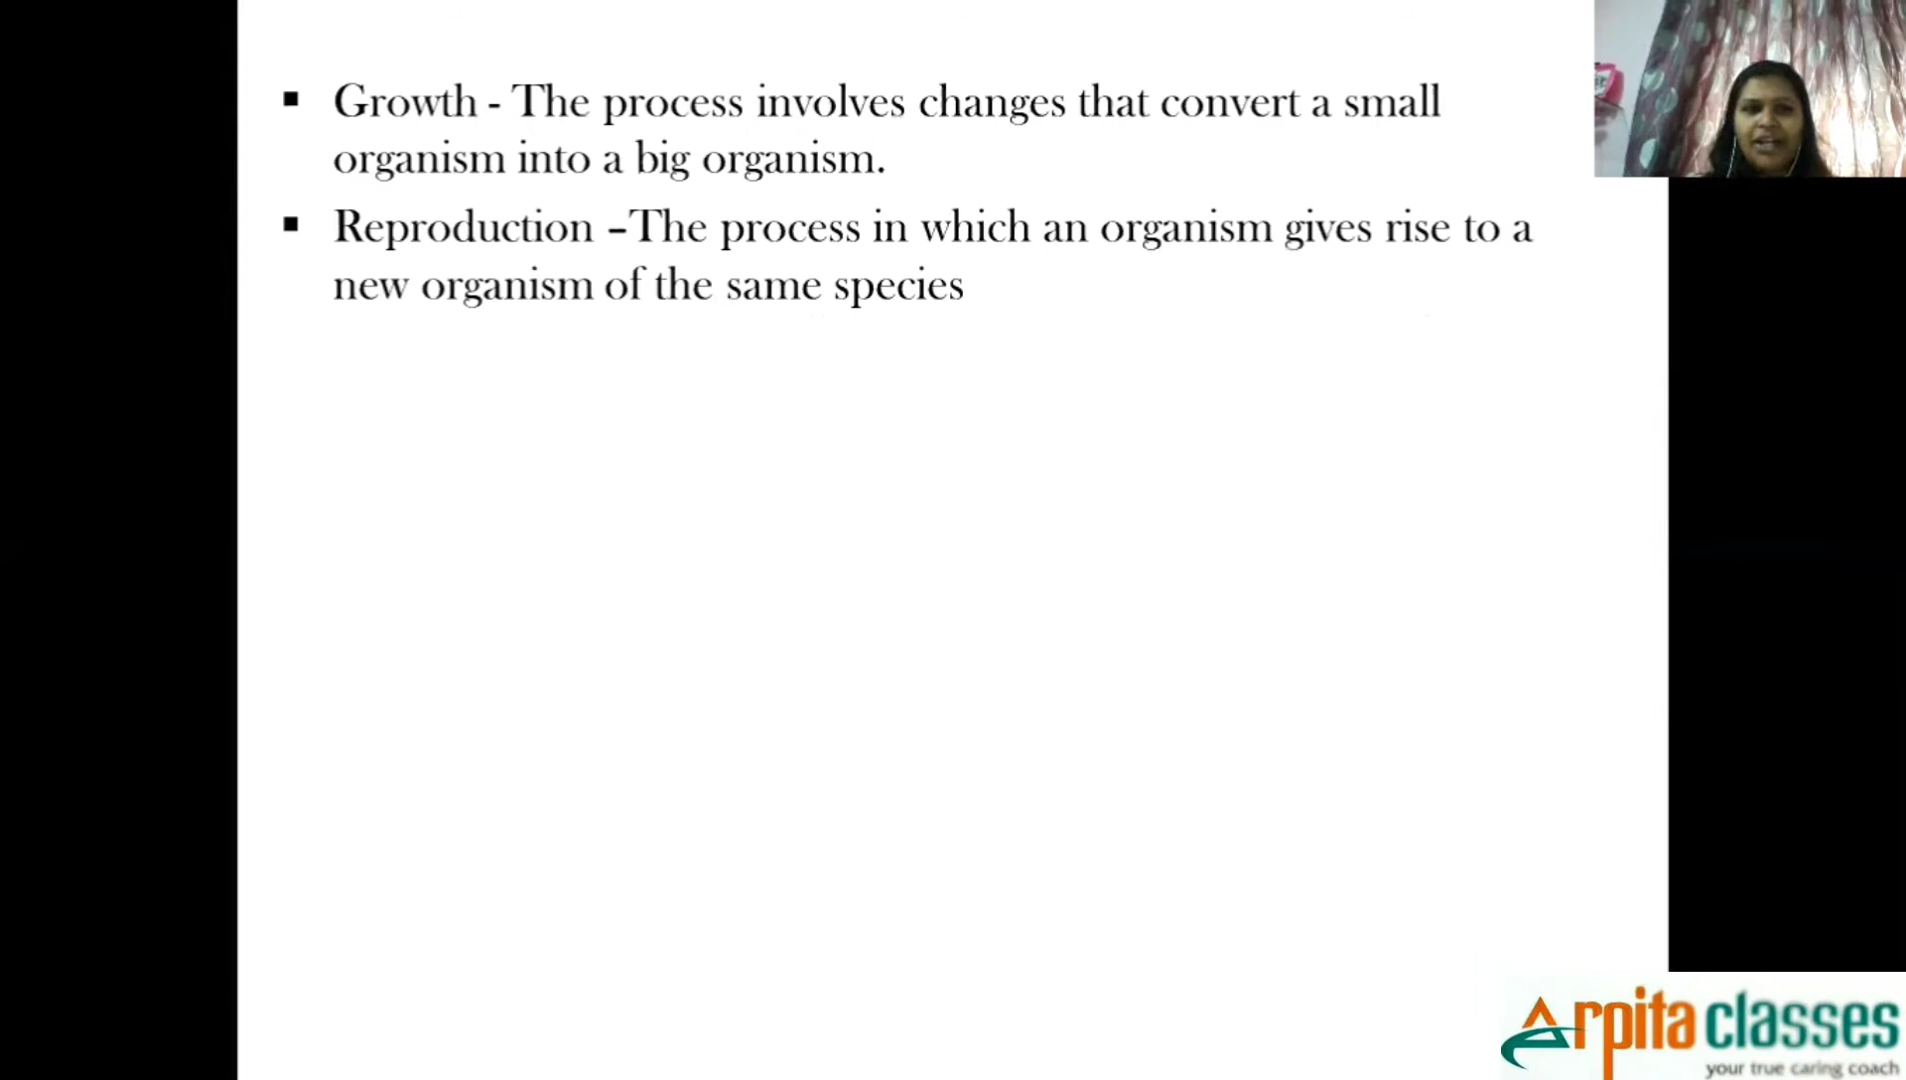 ▪ Growth - The process involves changes that convert a small
organism into a big organism.
▪ Reproduction –The process in which an organism gives rise to a
new organism of the same species
Arpita classes
your true caring coach